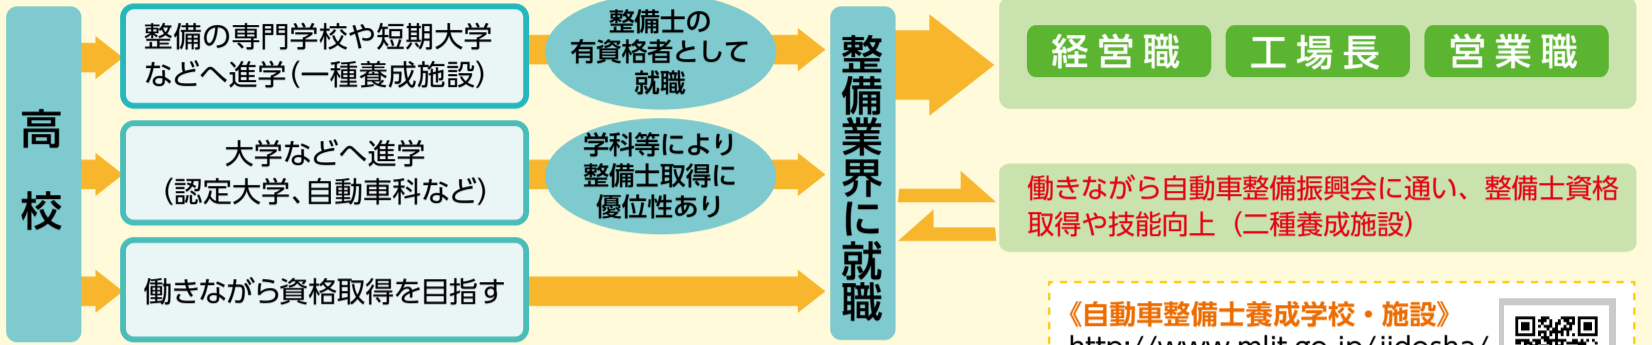 高校
整備の専門学校や短期大学
などへ進学（一種養成施設）
整備士の
有資格者として
就職
大学などへ進学
（認定大学、自動車科など）
学科等により
整備士取得に
優位性あり
働きながら資格取得を目指す
整備業界に就職
経営職
工場長
営業職
働きながら自動車整備振興会に通い、整備士資格
取得や技能向上（二種養成施設）
《自動車整備士養成学校・施設》
http://www.mlit.go.jp/jidosha/